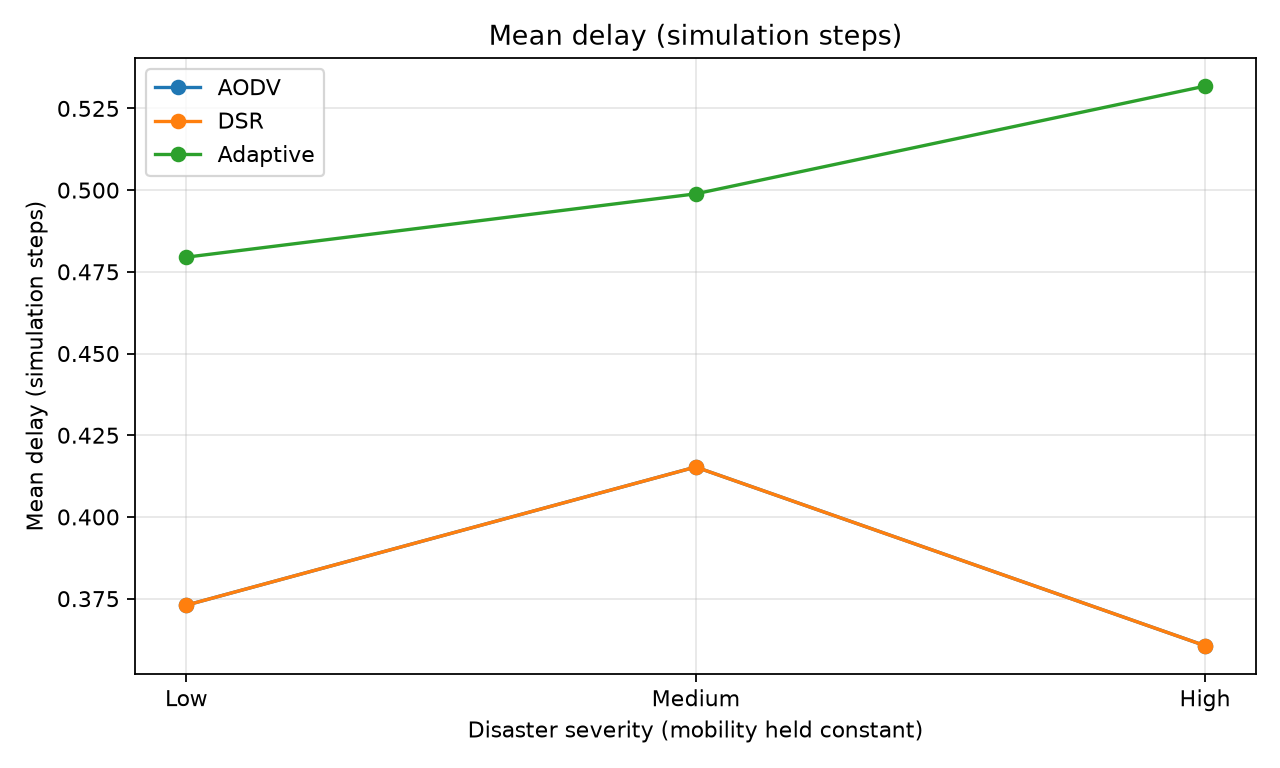 Mean delay (simulation steps)
AODV
DSR
Adaptive
Mean delay (simulation steps)
0.525
0.500
0.475
0.450
0.425
0.400
0.375
Low
Medium
High
Disaster severity (mobility held constant)